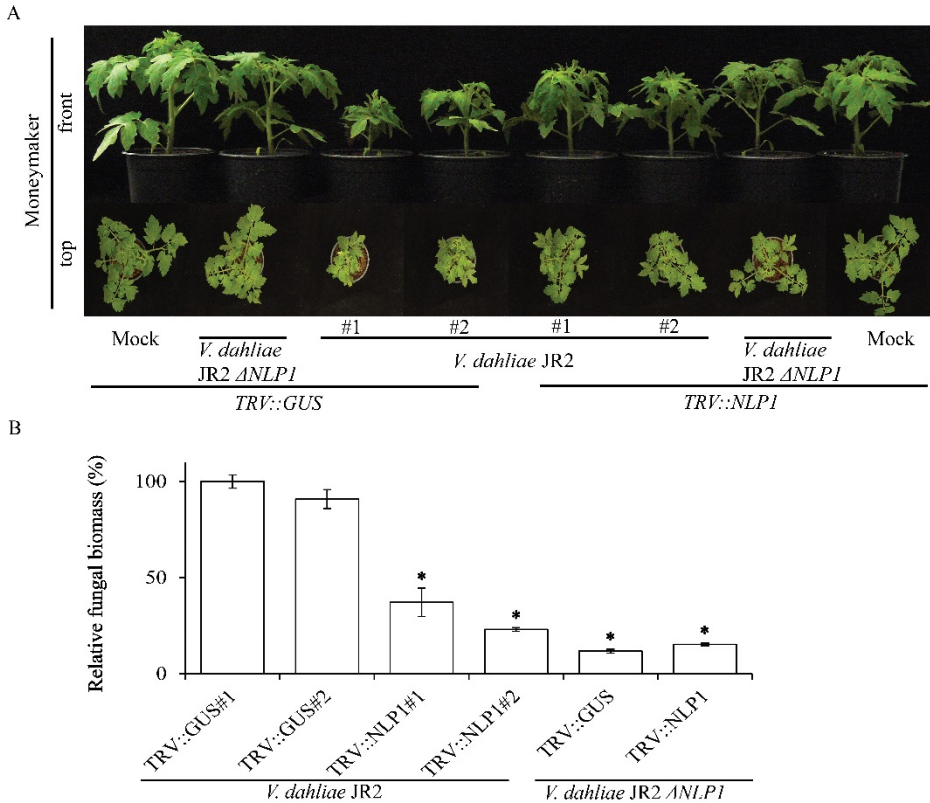 A
Moneymaker
front
top
Mock
V. dahliae
JR2 ΔNLP1
#1
#2
#1
#2
V. dahliae JR2
V. dahliae
JR2 ΔNLP1
Mock
TRV::GUS
TRV::NLP1
B
Relative fungal biomass (%)
100
50
0
*
*
*
*
TRV::GUS#1
TRV::GUS#2
TRV::NLP1#1
TRV::NLP1#2
TRV::GUS
TRV::NLP1
V. dahliae JR2
V. dahliae JR2 ΔNLP1